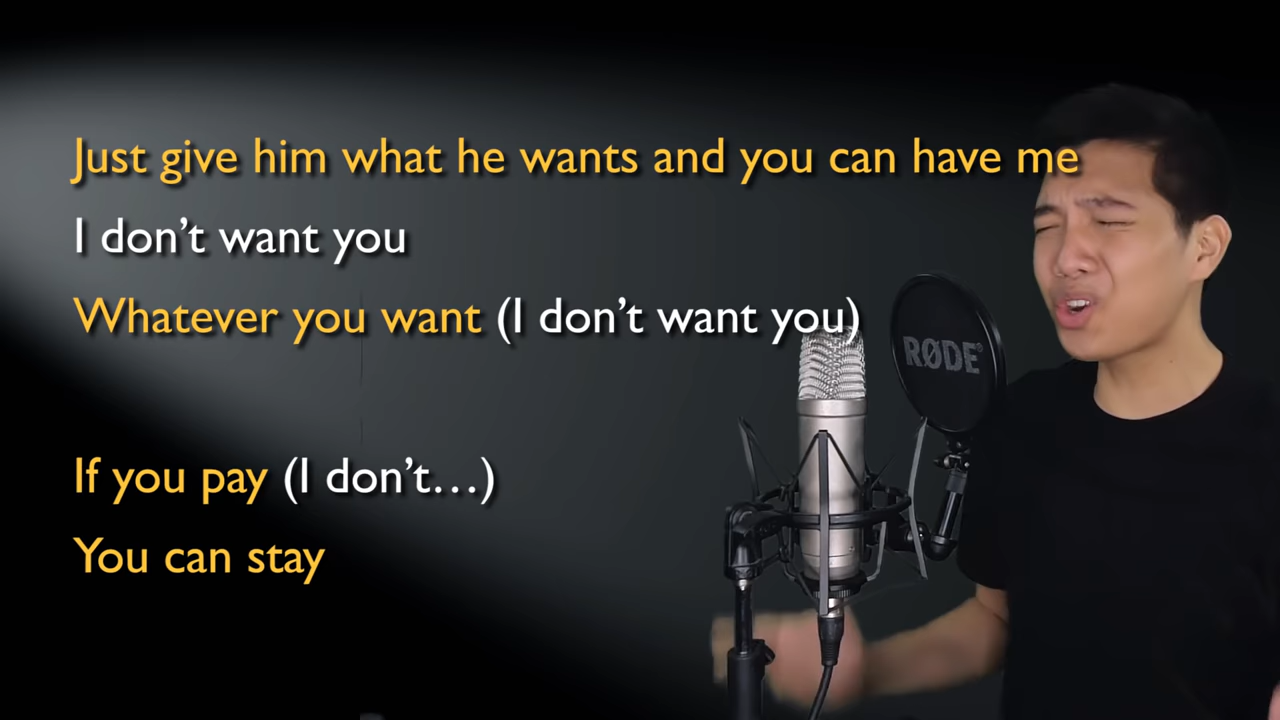 Just give him what he wants and you can have me
I don’t want you
Whatever you want (I don’t want you)
If you pay (I don’t…)
You can stay
RØDE®